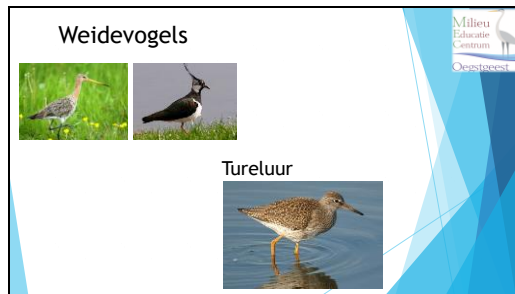 Weidevogels
Milieu
Educatie
Centrum
Oegstgeest
Tureluur